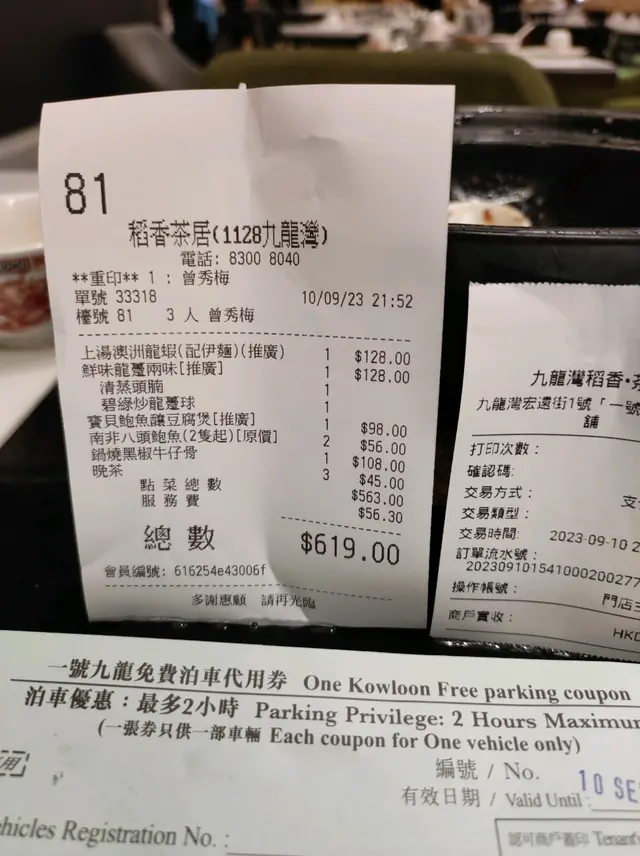 81
稻香茶居(1128九龍灣)
電話: 8300 8040
**重印** 1 : 曾秀梅
單號 33318 10/09/23 21:52
檯號 81 3 人 曾秀梅
上湯澳洲龍蝦(配伊麵)(推廣) 1 $128.00
鮮味龍躉兩味[推廣] 1 $128.00
清蒸頭腩 1
碧綠炒龍躉球 1
寶貝鮑魚讓豆腐煲[推廣] 1 $98.00
南非八頭鮑魚(2隻起)[原價] 2 $56.00
鍋燒黑椒牛仔骨 1 $108.00
晚茶 3 $45.00
點菜總數 $563.00
服務費 $56.30
總數 $619.00
會員編號: 616254e43006f
多謝惠顧 請再光臨
九龍灣稻香·
九龍灣宏遠街1號「一號
舖
打印次數:
確認碼:
交易方式: 支
交易類型:
交易時間: 2023-09-10 2
訂單流水號:
20230910154100020027
操作帳號: 門店
商戶實收: HKD
一號九龍免費泊車代用券 One Kowloon Free parking coupon
泊車優惠：最多2小時 Parking Privilege: 2 Hours Maximum
(一張券只供一部車輛 Each coupon for One vehicle only)
用
編號 / No.
有效日期 / Valid Until: 10 SE
ehicles Registration No. :
認可商戶蓋印 Tenant